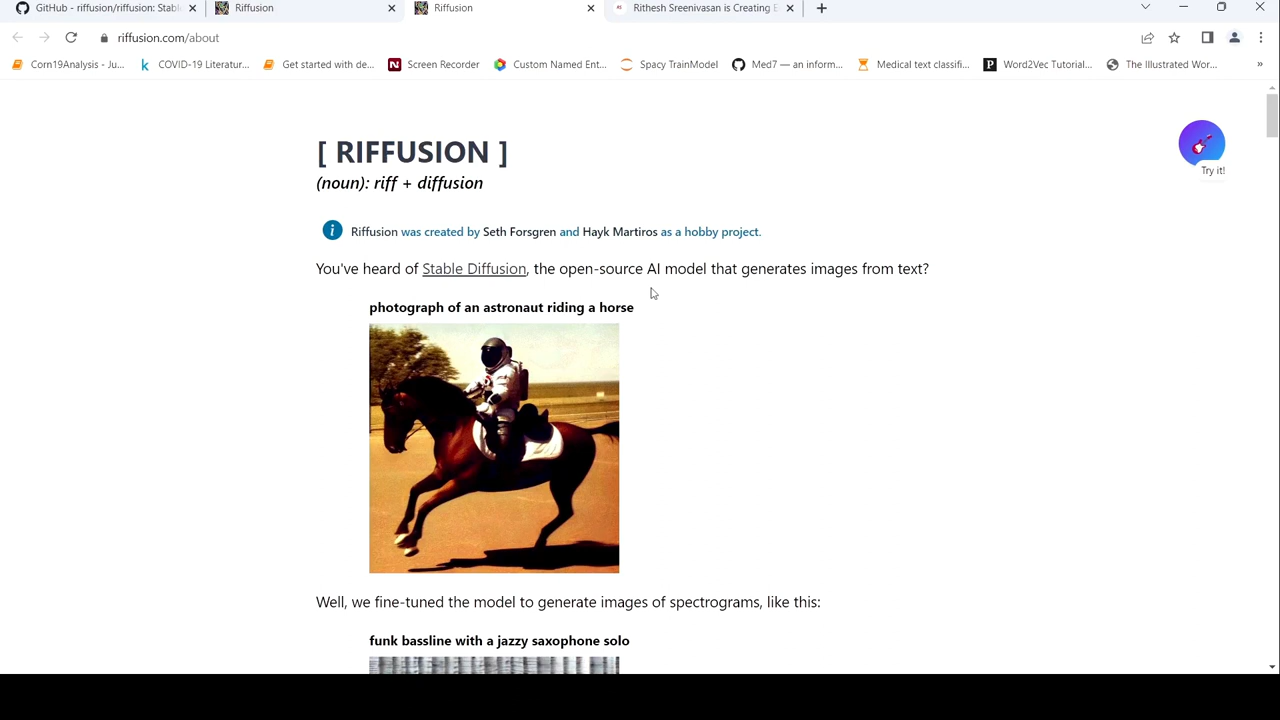 GitHub - riffusion/riffusion: Stabl
Riffusion
Riffusion
Rithesh Sreenivasan is Creating E
riffusion.com/about
Corn19Analysis - Ju...
COVID-19 Literatur...
Get started with de...
Screen Recorder
Custom Named Ent...
Spacy TrainModel
Med7 — an inform...
Medical text classifi...
Word2Vec Tutorial...
The Illustrated Wor...
»
[ RIFFUSION ]
(noun): riff + diffusion
Try it!
Riffusion was created by Seth Forsgren and Hayk Martiros as a hobby project.
You've heard of Stable Diffusion, the open-source AI model that generates images from text?
photograph of an astronaut riding a horse
Well, we fine-tuned the model to generate images of spectrograms, like this:
funk bassline with a jazzy saxophone solo